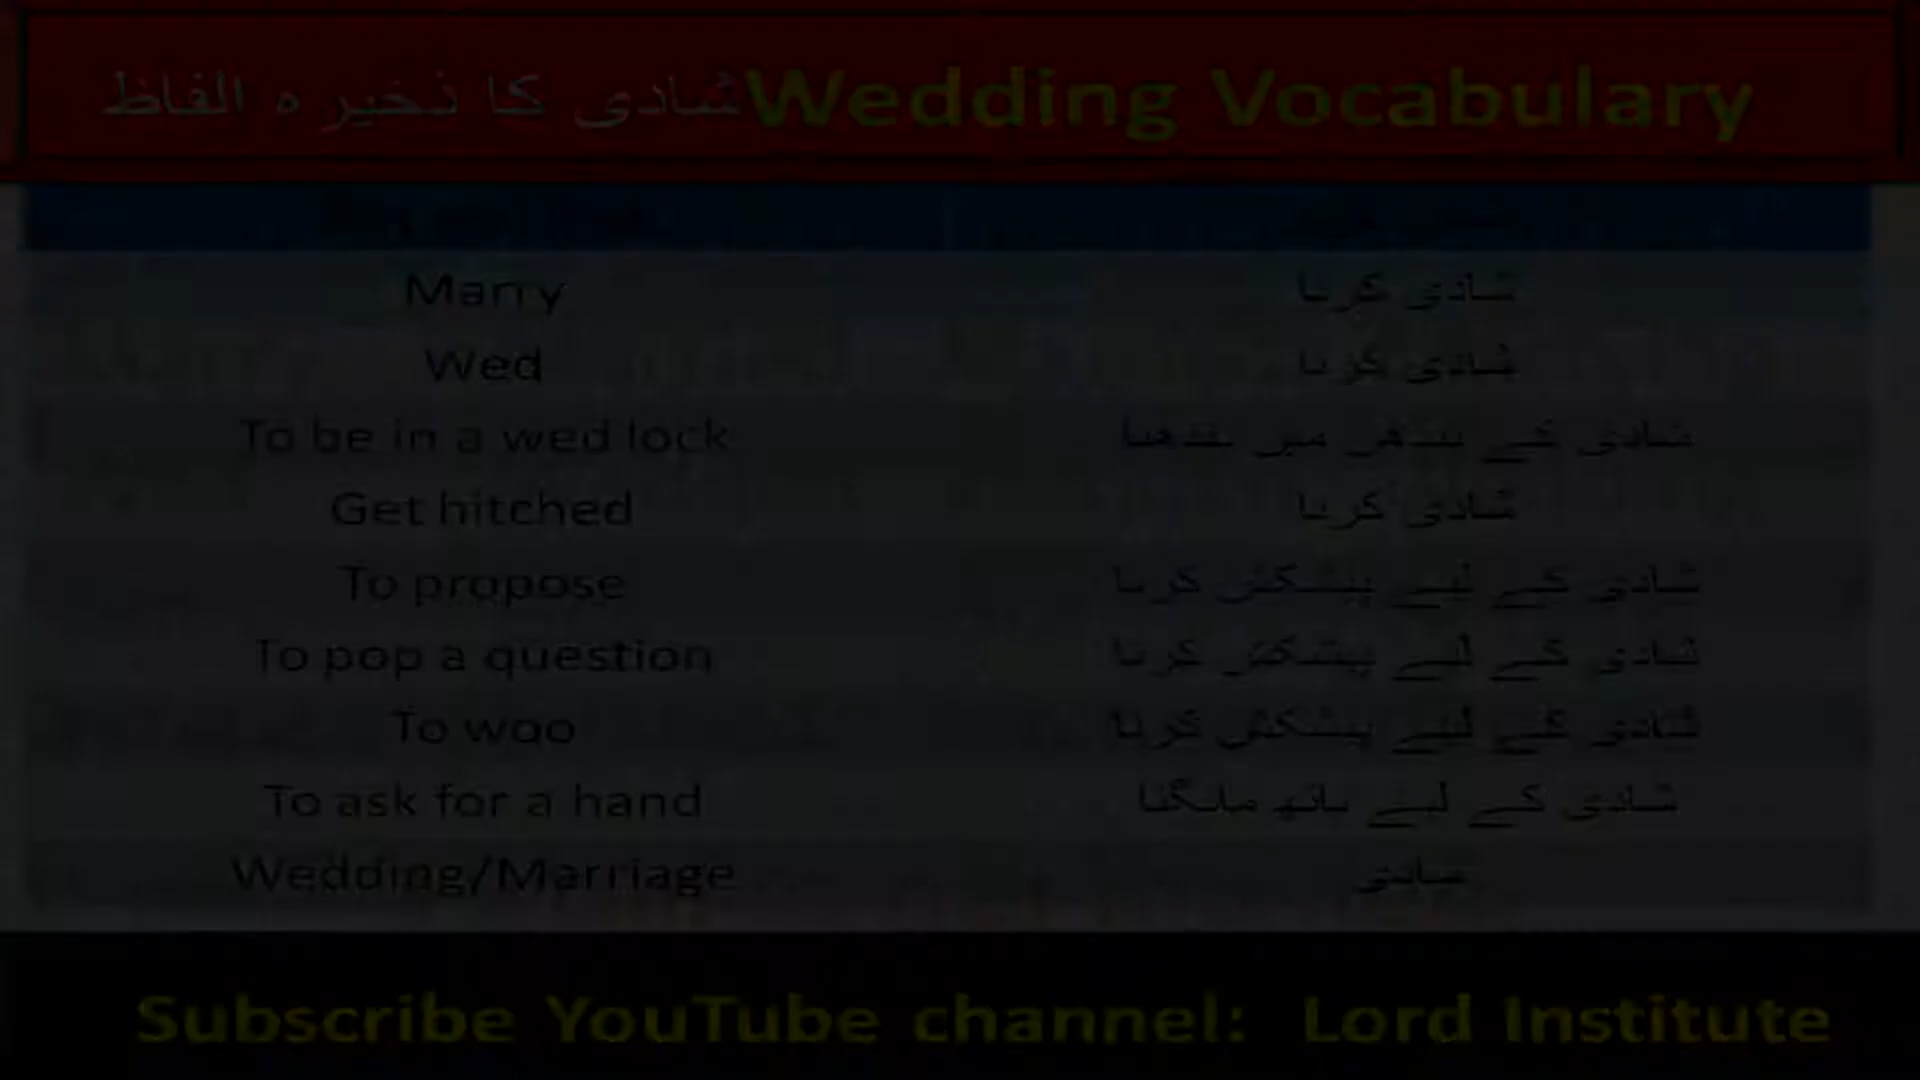 شادی کا ذخیرہ الفاظ Wedding Vocabulary
Marry شادی کرنا
Wed شادی کرنا
To be in a wed lock شادی کے بندھن میں بندھنا
Get hitched شادی کرنا
To propose شادی کے لیے پیشکش کرنا
To pop a question شادی کے لیے پیشکش کرنا
To woo شادی کے لیے پیشکش کرنا
To ask for a hand شادی کے لیے ہاتھ مانگنا
Wedding/Marriage شادی
Subscribe YouTube channel: Lord Institute